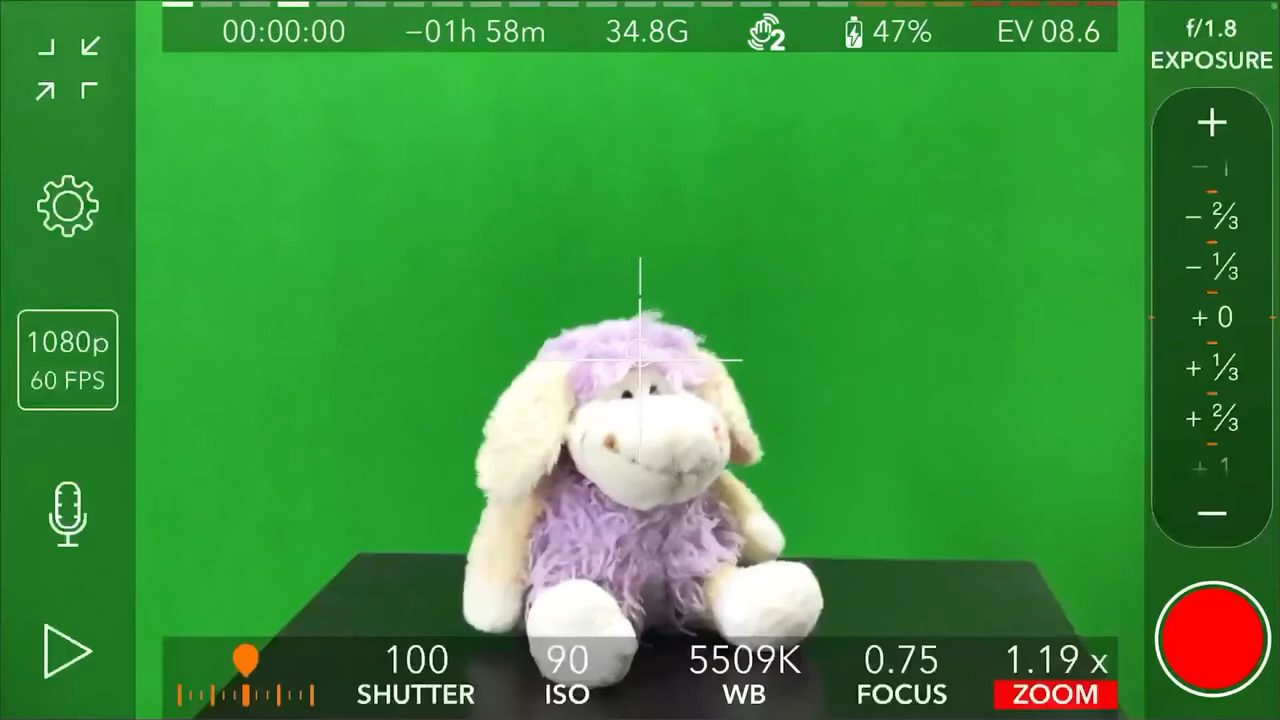 00:00:00 −01h 58m 34.8G 2 47% EV 08.6
f/1.8
EXPOSURE
+
− 1
− ⅔
− ⅓
+ 0
+ ⅓
+ ⅔
+ 1
−
1080p
60 FPS
100 90 5509K 0.75 1.19 x
SHUTTER ISO WB FOCUS ZOOM